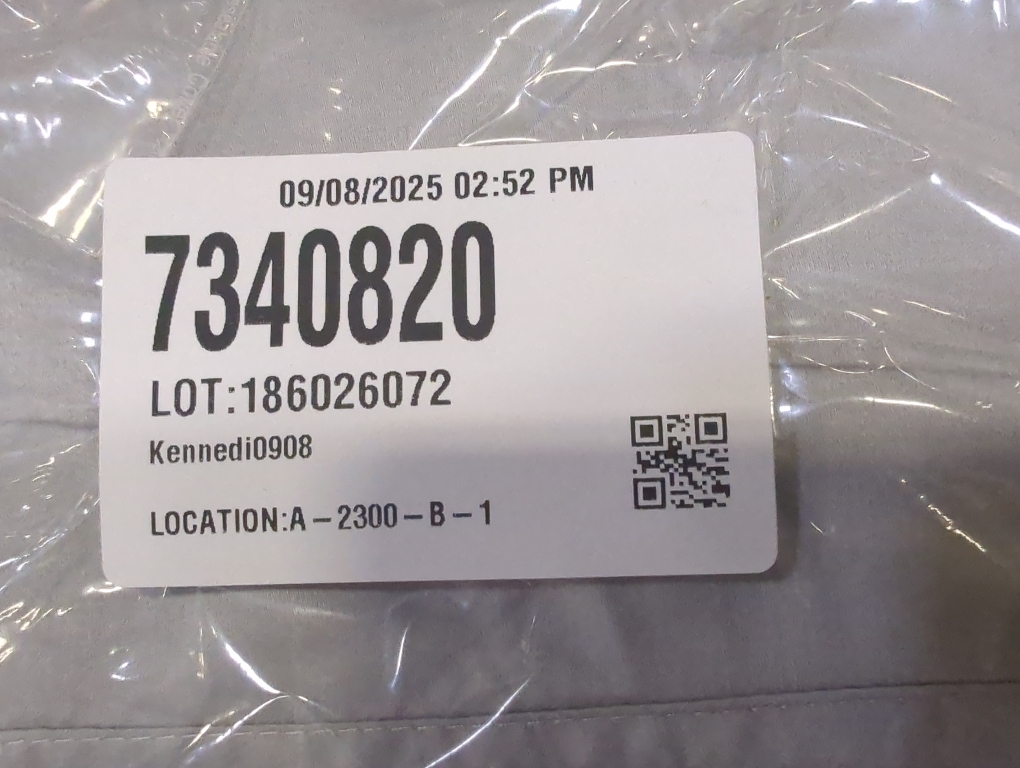 09/08/2025 02:52 PM
7340820
LOT:186026072
Kennedi0908
LOCATION:A – 2300 – B – 1